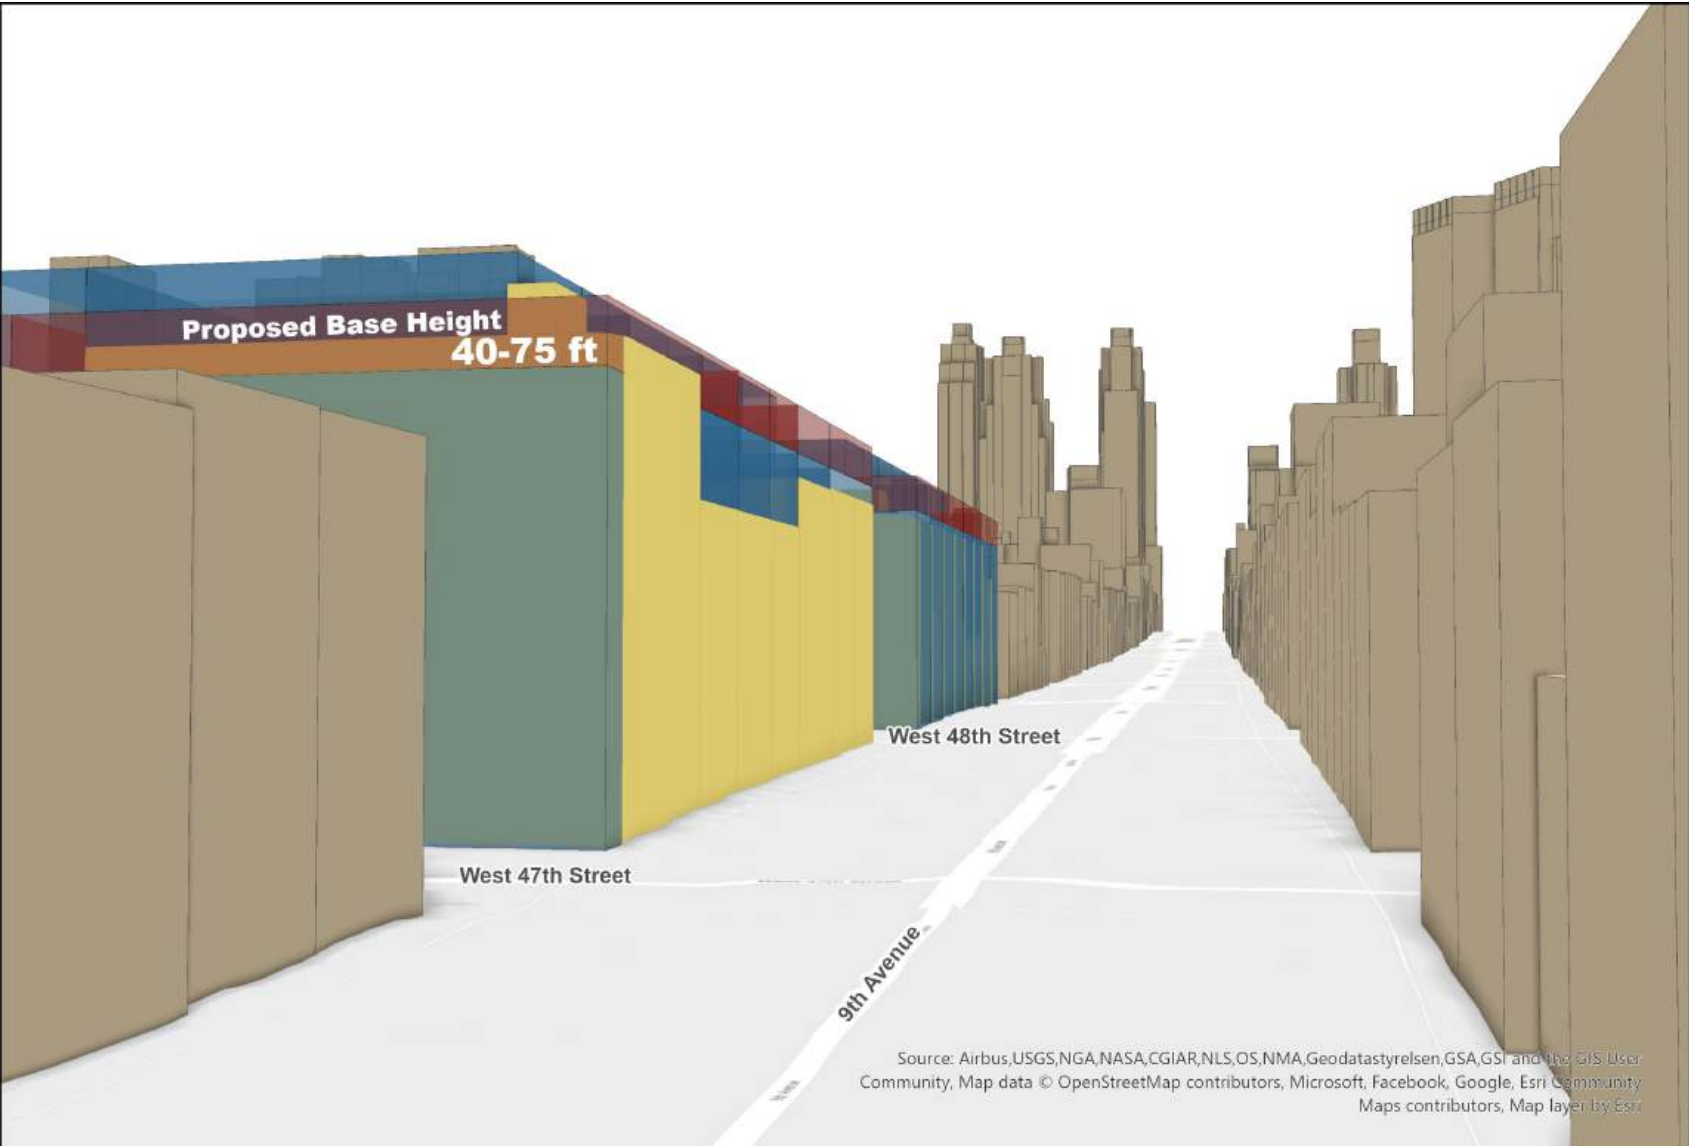 Proposed Base Height
40-75 ft
West 48th Street
West 47th Street
9th Avenue
Source: Airbus,USGS,NGA,NASA,CGIAR,NLS,OS,NMA,Geodatastyrelsen,GSA,GSI and the GIS User
Community, Map data © OpenStreetMap contributors, Microsoft, Facebook, Google, Esri Community
Maps contributors, Map layer by Esri